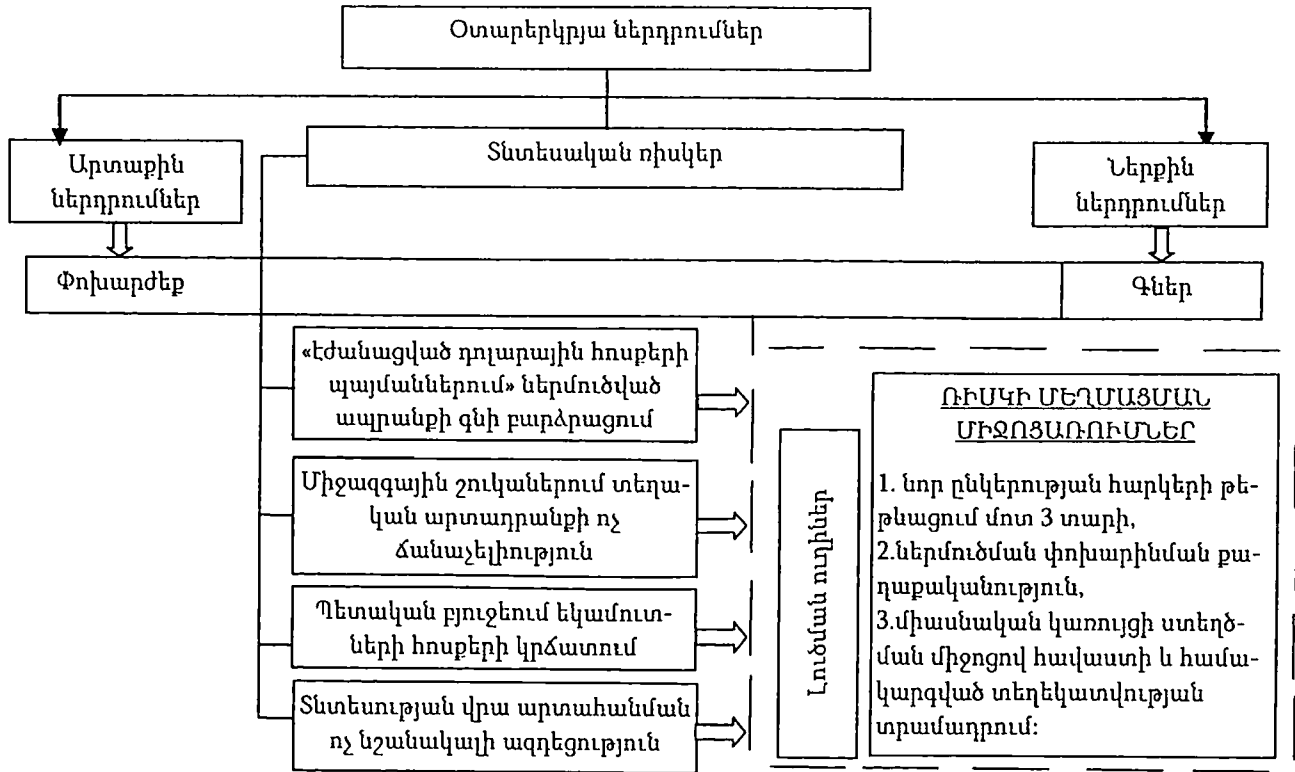 Օտարերկրյա ներդրումներ
Արտաքին
ներդրումներ
Տնտեսական ռիսկեր
Ներքին
ներդրումներ
Փոխարժեք
Գներ
«էժանացված դոլարային հոսքերի
պայմաններում» ներմուծված
ապրանքի գնի բարձրացում
Միջազգային շուկաներում տեղա-
կան արտադրանքի ոչ
ճանաչելիություն
Պետական բյուջեում եկամուտ-
ների հոսքերի կրճատում
Տնտեսության վրա արտահանման
ոչ նշանակալի ազդեցություն
Լուծման ուղիներ
ՌԻՍԿԻ ՄԵՂՄԱՑՄԱՆ
ՄԻՋՈՑԱՌՈՒՄՆԵՐ
1. նոր ընկերության հարկերի թե-
թևացում մոտ 3 տարի,
2.ներմուծման փոխարինման քա-
ղաքականություն,
3.միասնական կառույցի ստեղծ-
ման միջոցով հավաստի և համա-
կարգված տեղեկատվության
տրամադրում: